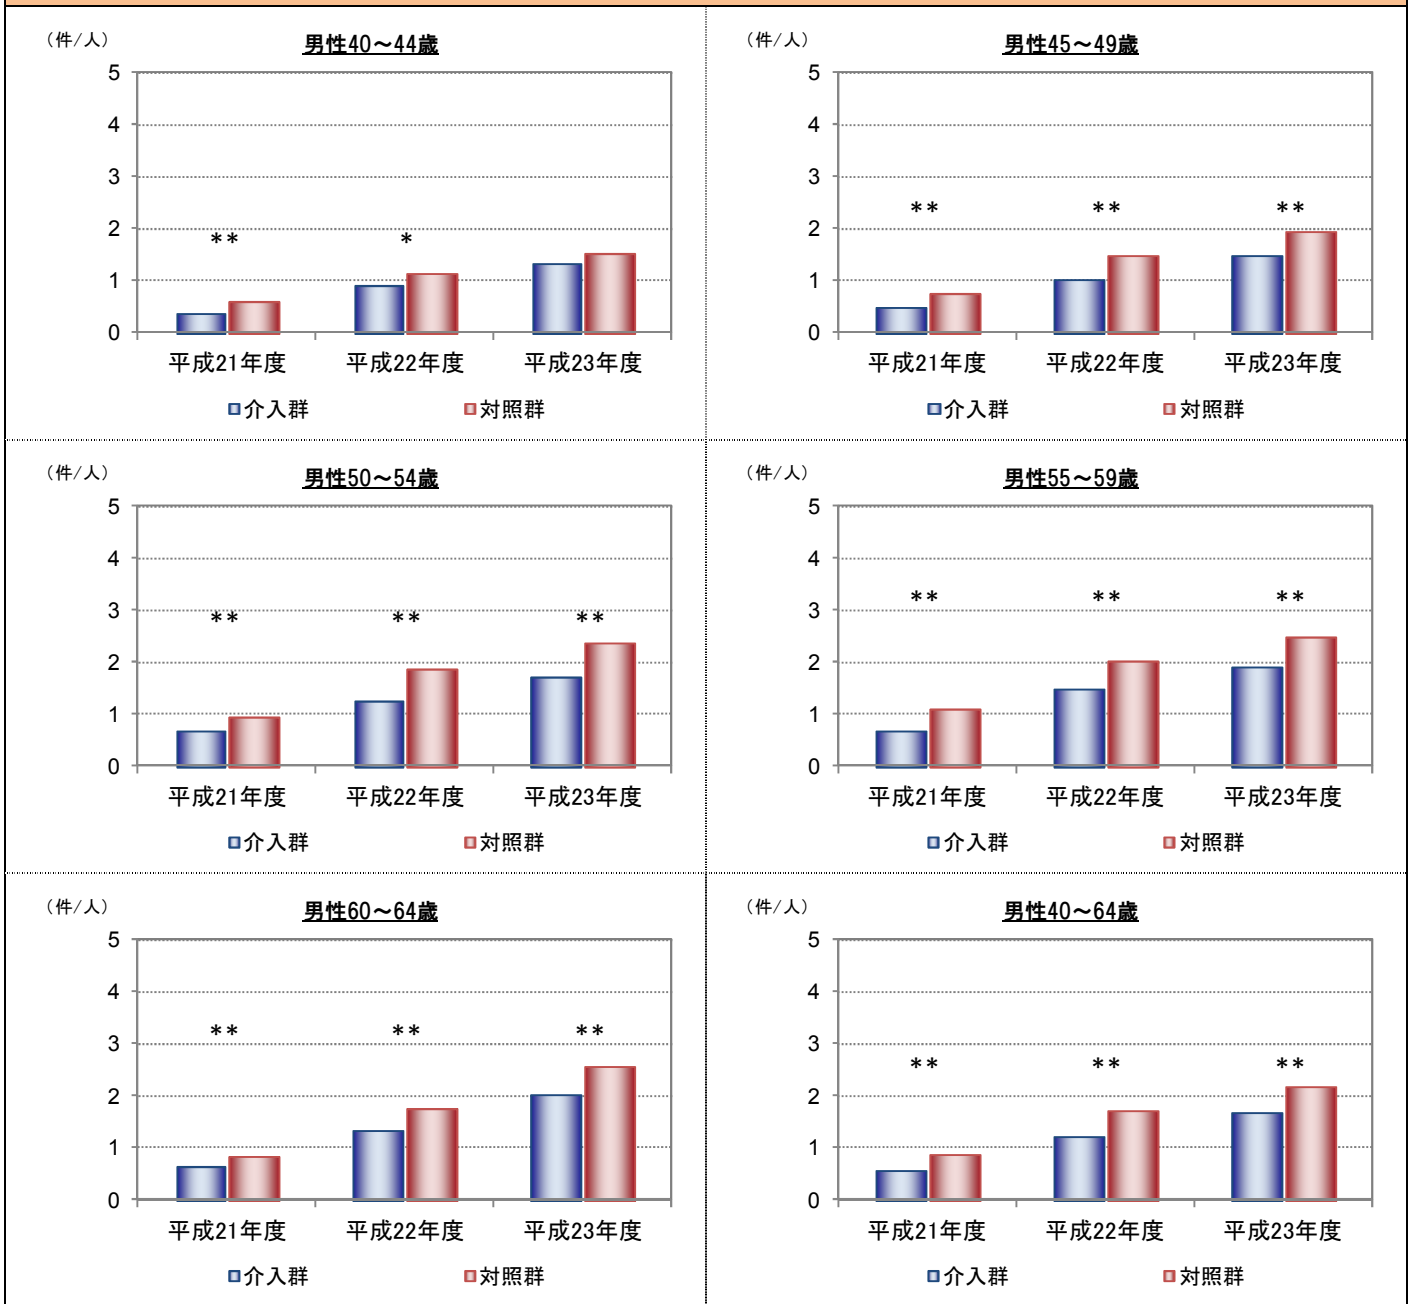 (件/人)
男性40～44歳
5
4
3
2
1
0
** *
平成21年度 平成22年度 平成23年度
介入群 対照群
(件/人)
男性45～49歳
5
4
3
2
1
0
** ** **
平成21年度 平成22年度 平成23年度
介入群 対照群
(件/人)
男性50～54歳
5
4
3
2
1
0
** ** **
平成21年度 平成22年度 平成23年度
介入群 対照群
(件/人)
男性55～59歳
5
4
3
2
1
0
** ** **
平成21年度 平成22年度 平成23年度
介入群 対照群
(件/人)
男性60～64歳
5
4
3
2
1
0
** ** **
平成21年度 平成22年度 平成23年度
介入群 対照群
(件/人)
男性40～64歳
5
4
3
2
1
0
** ** **
平成21年度 平成22年度 平成23年度
介入群 対照群